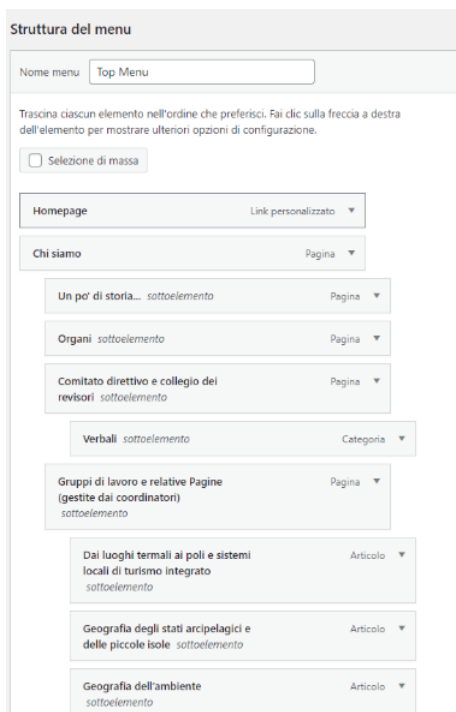 Struttura del menu
Nome menu Top Menu
Trascina ciascun elemento nell'ordine che preferisci. Fai clic sulla freccia a destra
dell'elemento per mostrare ulteriori opzioni di configurazione.
Selezione di massa
Homepage Link personalizzato
Chi siamo Pagina
Un po' di storia... sottoelemento Pagina
Organi sottoelemento Pagina
Comitato direttivo e collegio dei Pagina
revisori sottoelemento
Verbali sottoelemento Categoria
Gruppi di lavoro e relative Pagine Pagina
(gestite dai coordinatori)
sottoelemento
Dai luoghi termali ai poli e sistemi Articolo
locali di turismo integrato
sottoelemento
Geografia degli stati arcipelagici e Articolo
delle piccole isole sottoelemento
Geografia dell'ambiente Articolo
sottoelemento